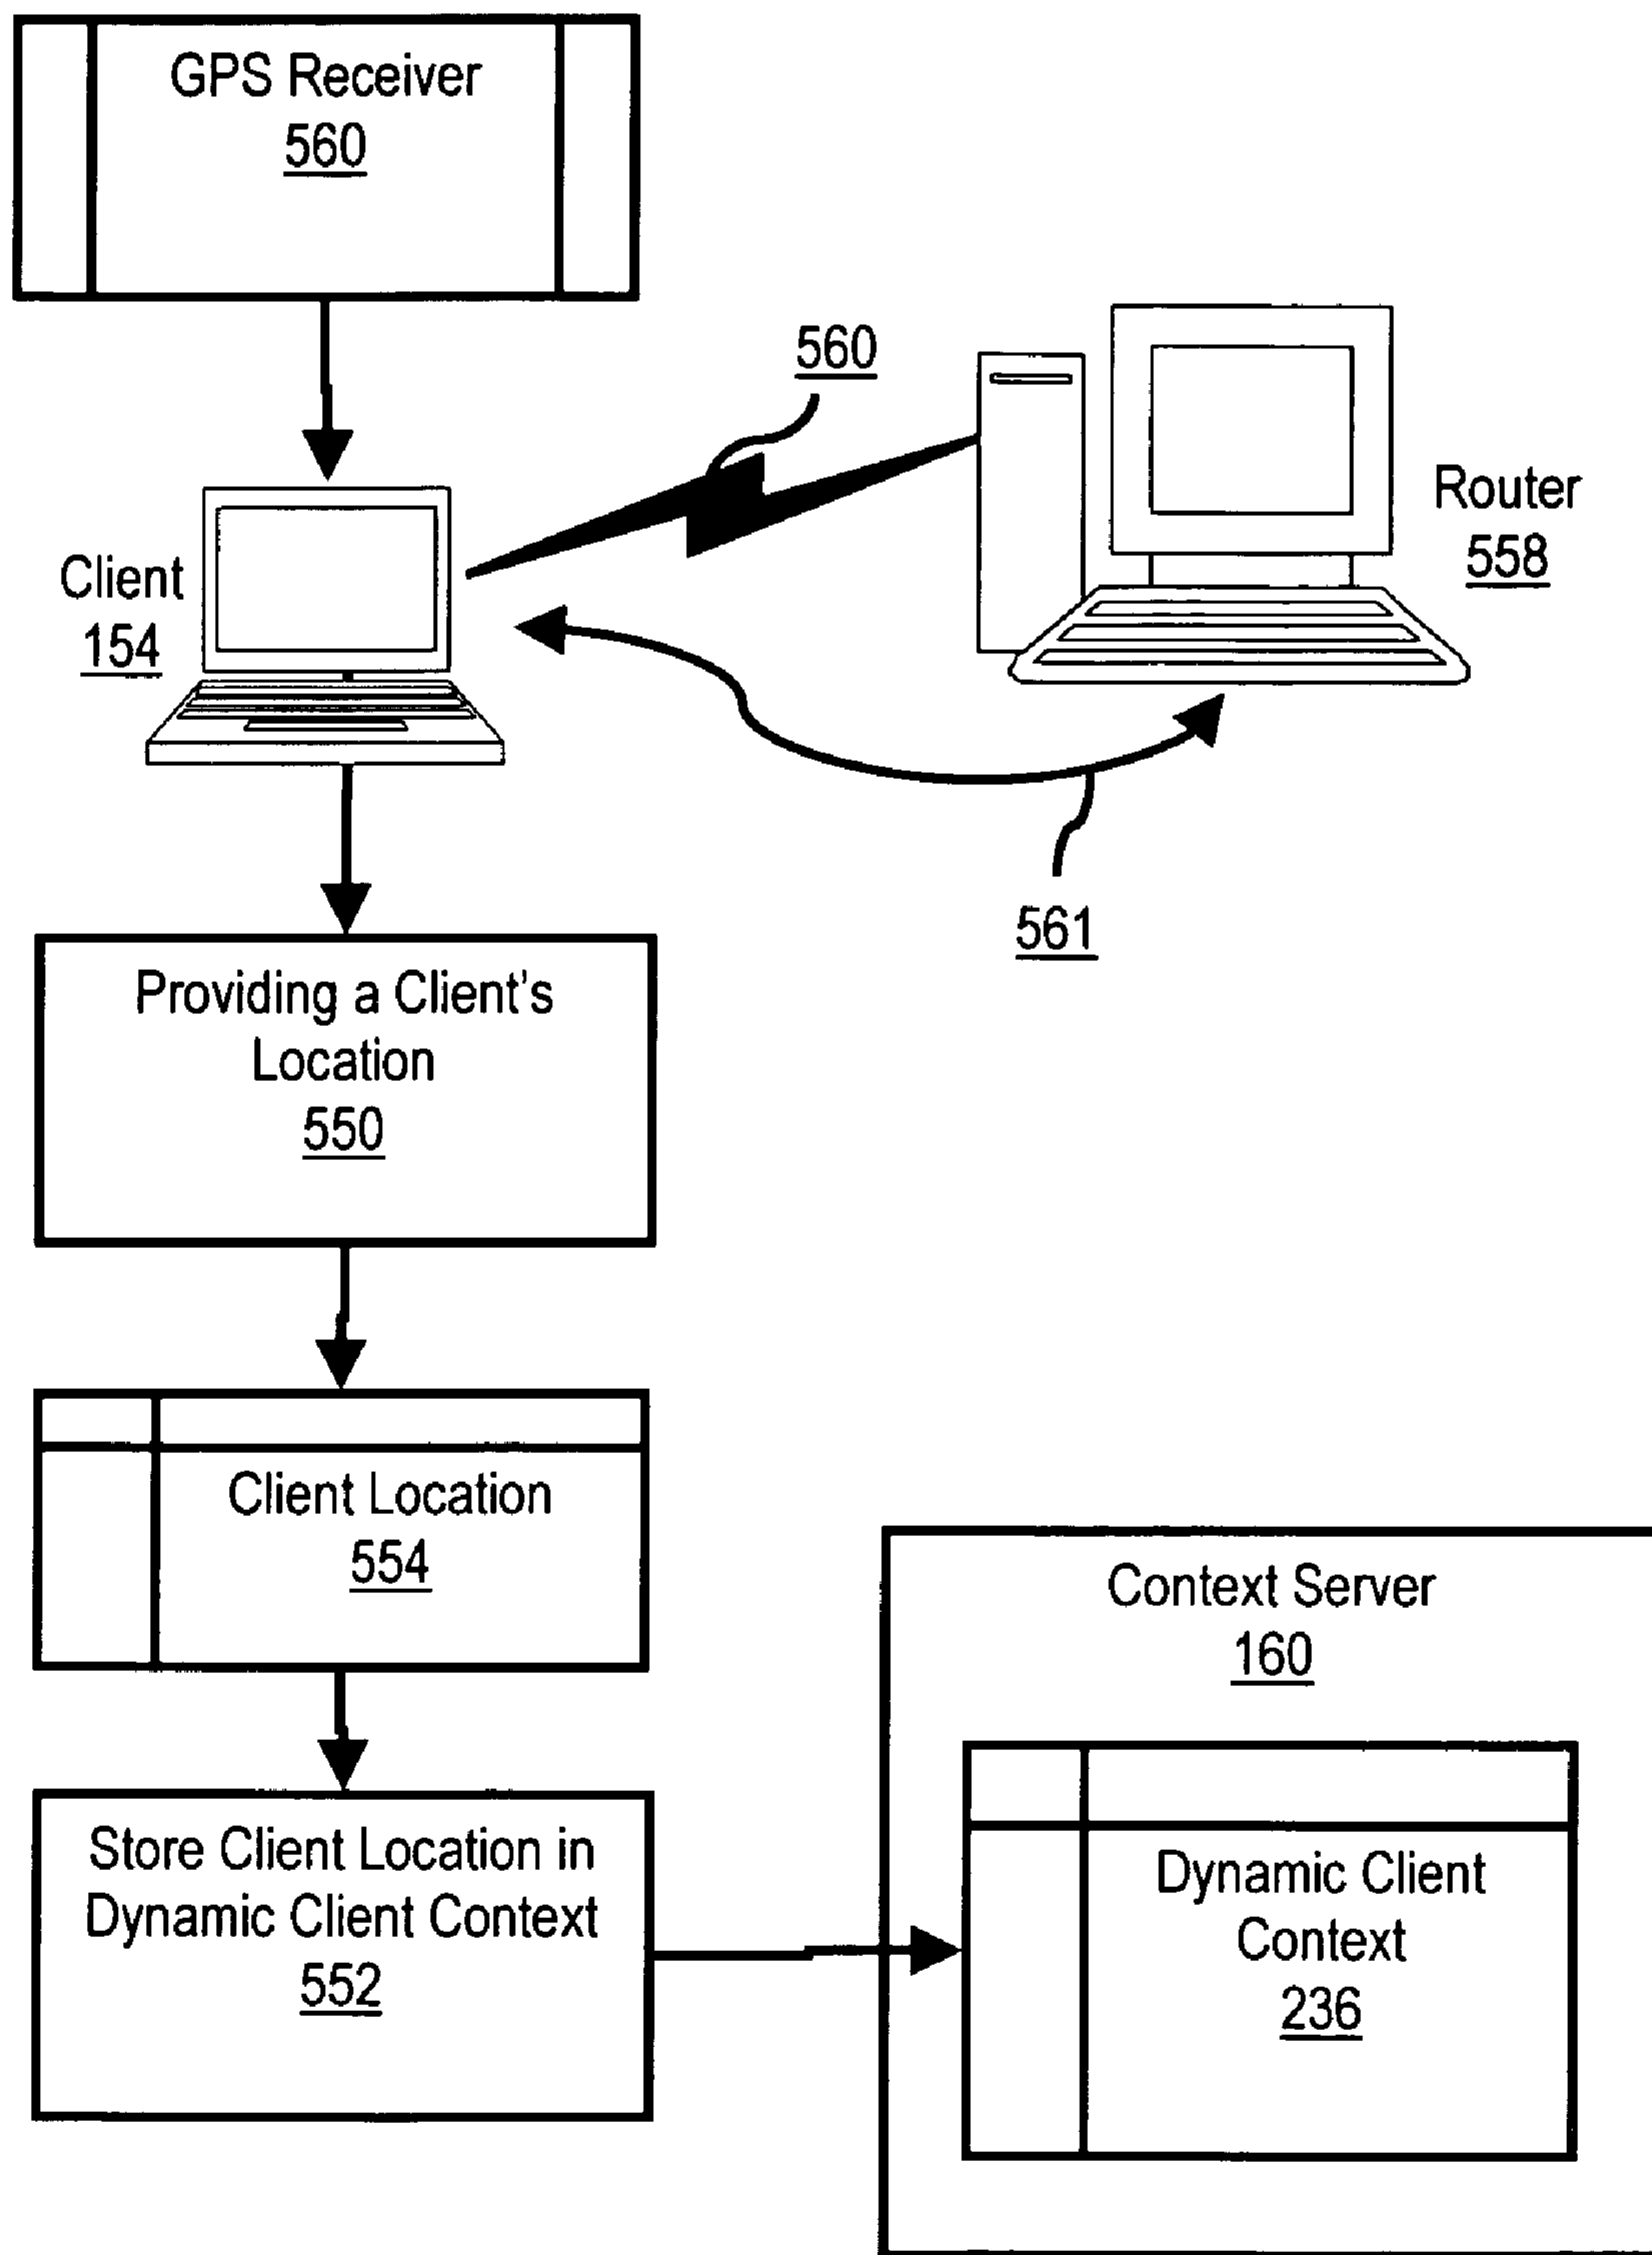 GPS Receiver
560
560
Router
558
Client
154
561
Providing a Client's
Location
550
Client Location
554
Context Server
160
Store Client Location in
Dynamic Client Context
552
Dynamic Client
Context
236